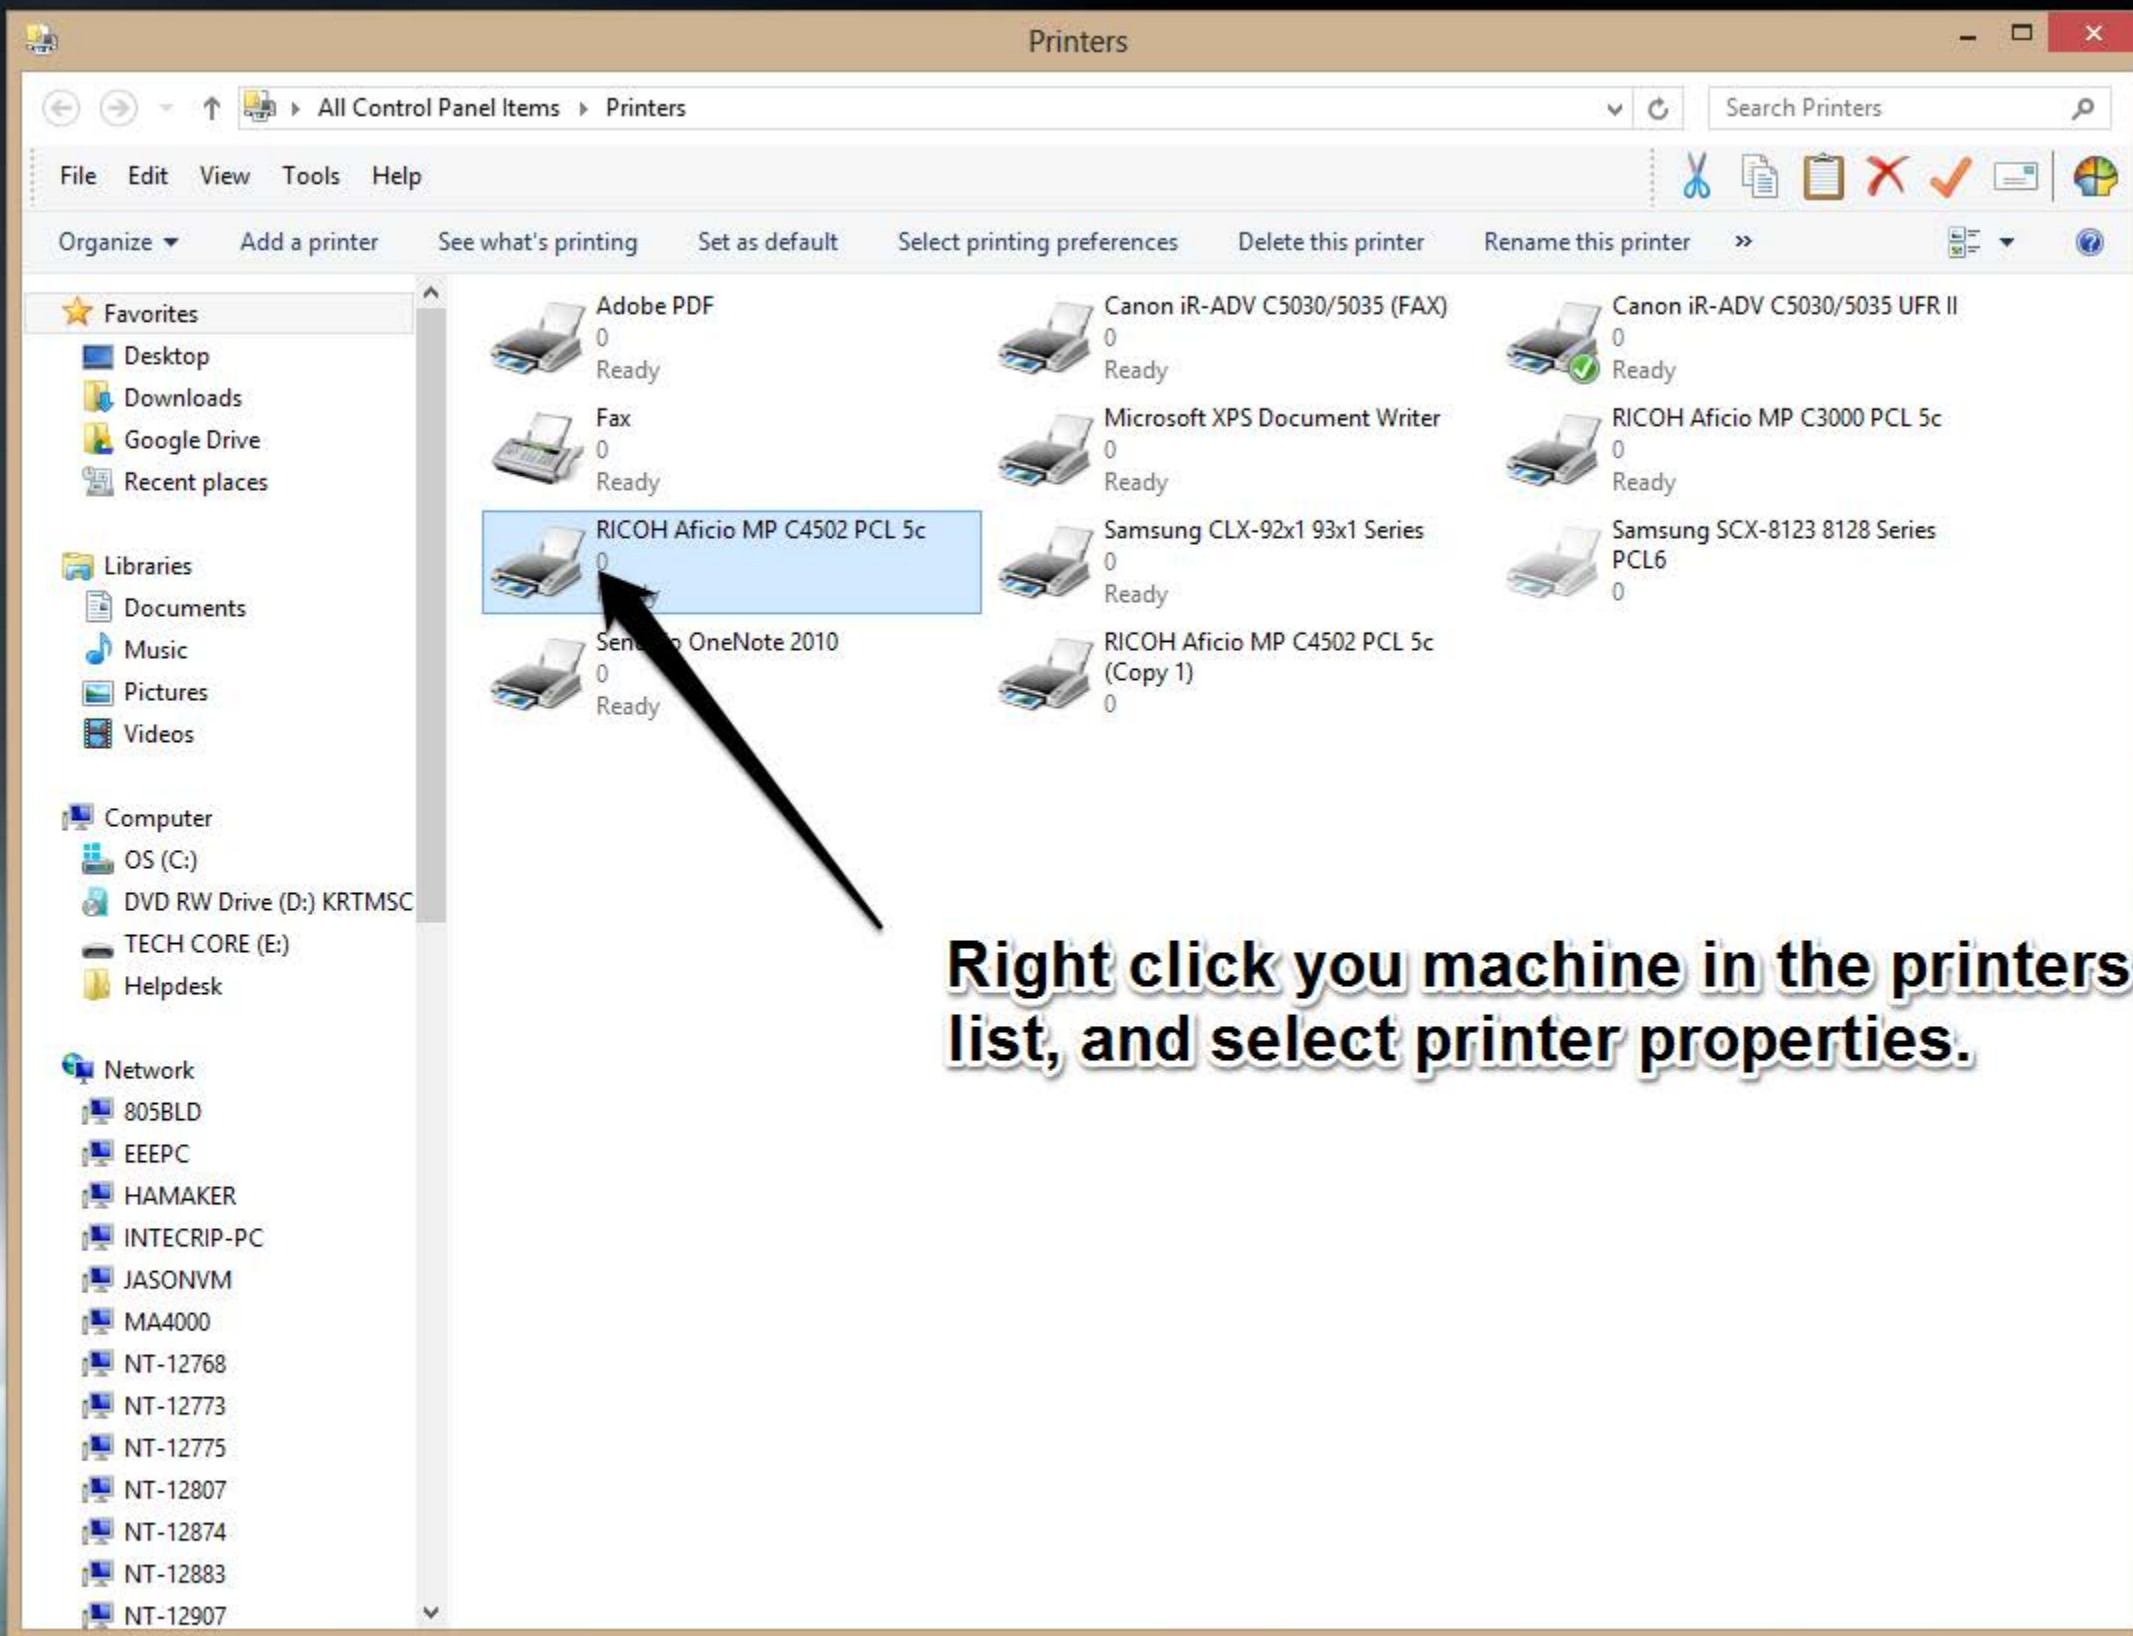 Printers
All Control Panel Items Printers
Search Printers
File Edit View Tools Help
Organize Add a printer See what's printing Set as default Select printing preferences Delete this printer Rename this printer »
Favorites
Desktop
Downloads
Google Drive
Recent places
Libraries
Documents
Music
Pictures
Videos
Computer
OS (C:)
DVD RW Drive (D:) KRTMSC
TECH CORE (E:)
Helpdesk
Network
805BLD
EEEPC
HAMAKER
INTECRIP-PC
JASONVM
MA4000
NT-12768
NT-12773
NT-12775
NT-12807
NT-12874
NT-12883
NT-12907
Adobe PDF
0
Ready
Canon iR-ADV C5030/5035 (FAX)
0
Ready
Canon iR-ADV C5030/5035 UFR II
0
Ready
Fax
0
Ready
Microsoft XPS Document Writer
0
Ready
RICOH Aficio MP C3000 PCL 5c
0
Ready
RICOH Aficio MP C4502 PCL 5c
0
Samsung CLX-92x1 93x1 Series
0
Ready
Samsung SCX-8123 8128 Series
PCL6
0
OneNote 2010
0
Ready
RICOH Aficio MP C4502 PCL 5c
(Copy 1)
0
Right click you machine in the printers
list, and select printer properties.